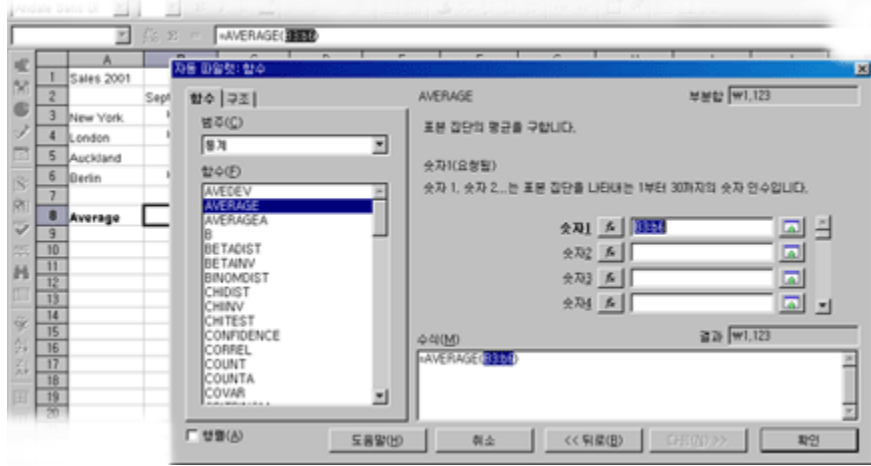 =AVERAGE(B3:b6)
A
1 Sales 2001
2 Sept
3 New York
4 London
5 Auckland
6 Berlin
7
8 Average
9
10
11
12
13
14
15
16
17
18
19
20
자동 파일럿: 함수
함수 구조
범주(C)
통계
함수(F)
AVEDEV
AVERAGE
AVERAGEA
B
BETADIST
BETAINV
BINOMDIST
CHIDIST
CHIINV
CHITEST
CONFIDENCE
CORREL
COUNT
COUNTA
COVAR
행렬(A)
AVERAGE 부분합 ₩1,123
표본 집단의 평균을 구합니다.
숫자1(요청됨)
숫자 1, 숫자 2,...는 표본 집단을 나타내는 1부터 30까지의 숫자 인수입니다.
숫자1 B3:b6
숫자2
숫자3
숫자4
수식(M) 결과 ₩1,123
=AVERAGE(B3:b6)
도움말(H) 취소 << 뒤로(B) 다음(N) >> 확인